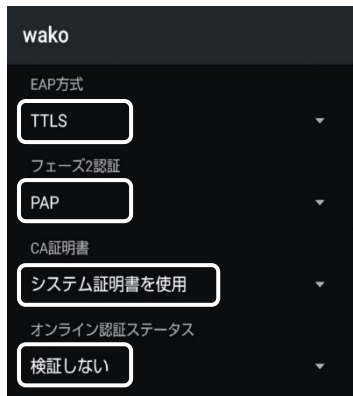 wako
EAP方式
TTLS
フェーズ2認証
PAP
CA証明書
システム証明書を使用
オンライン認証ステータス
検証しない